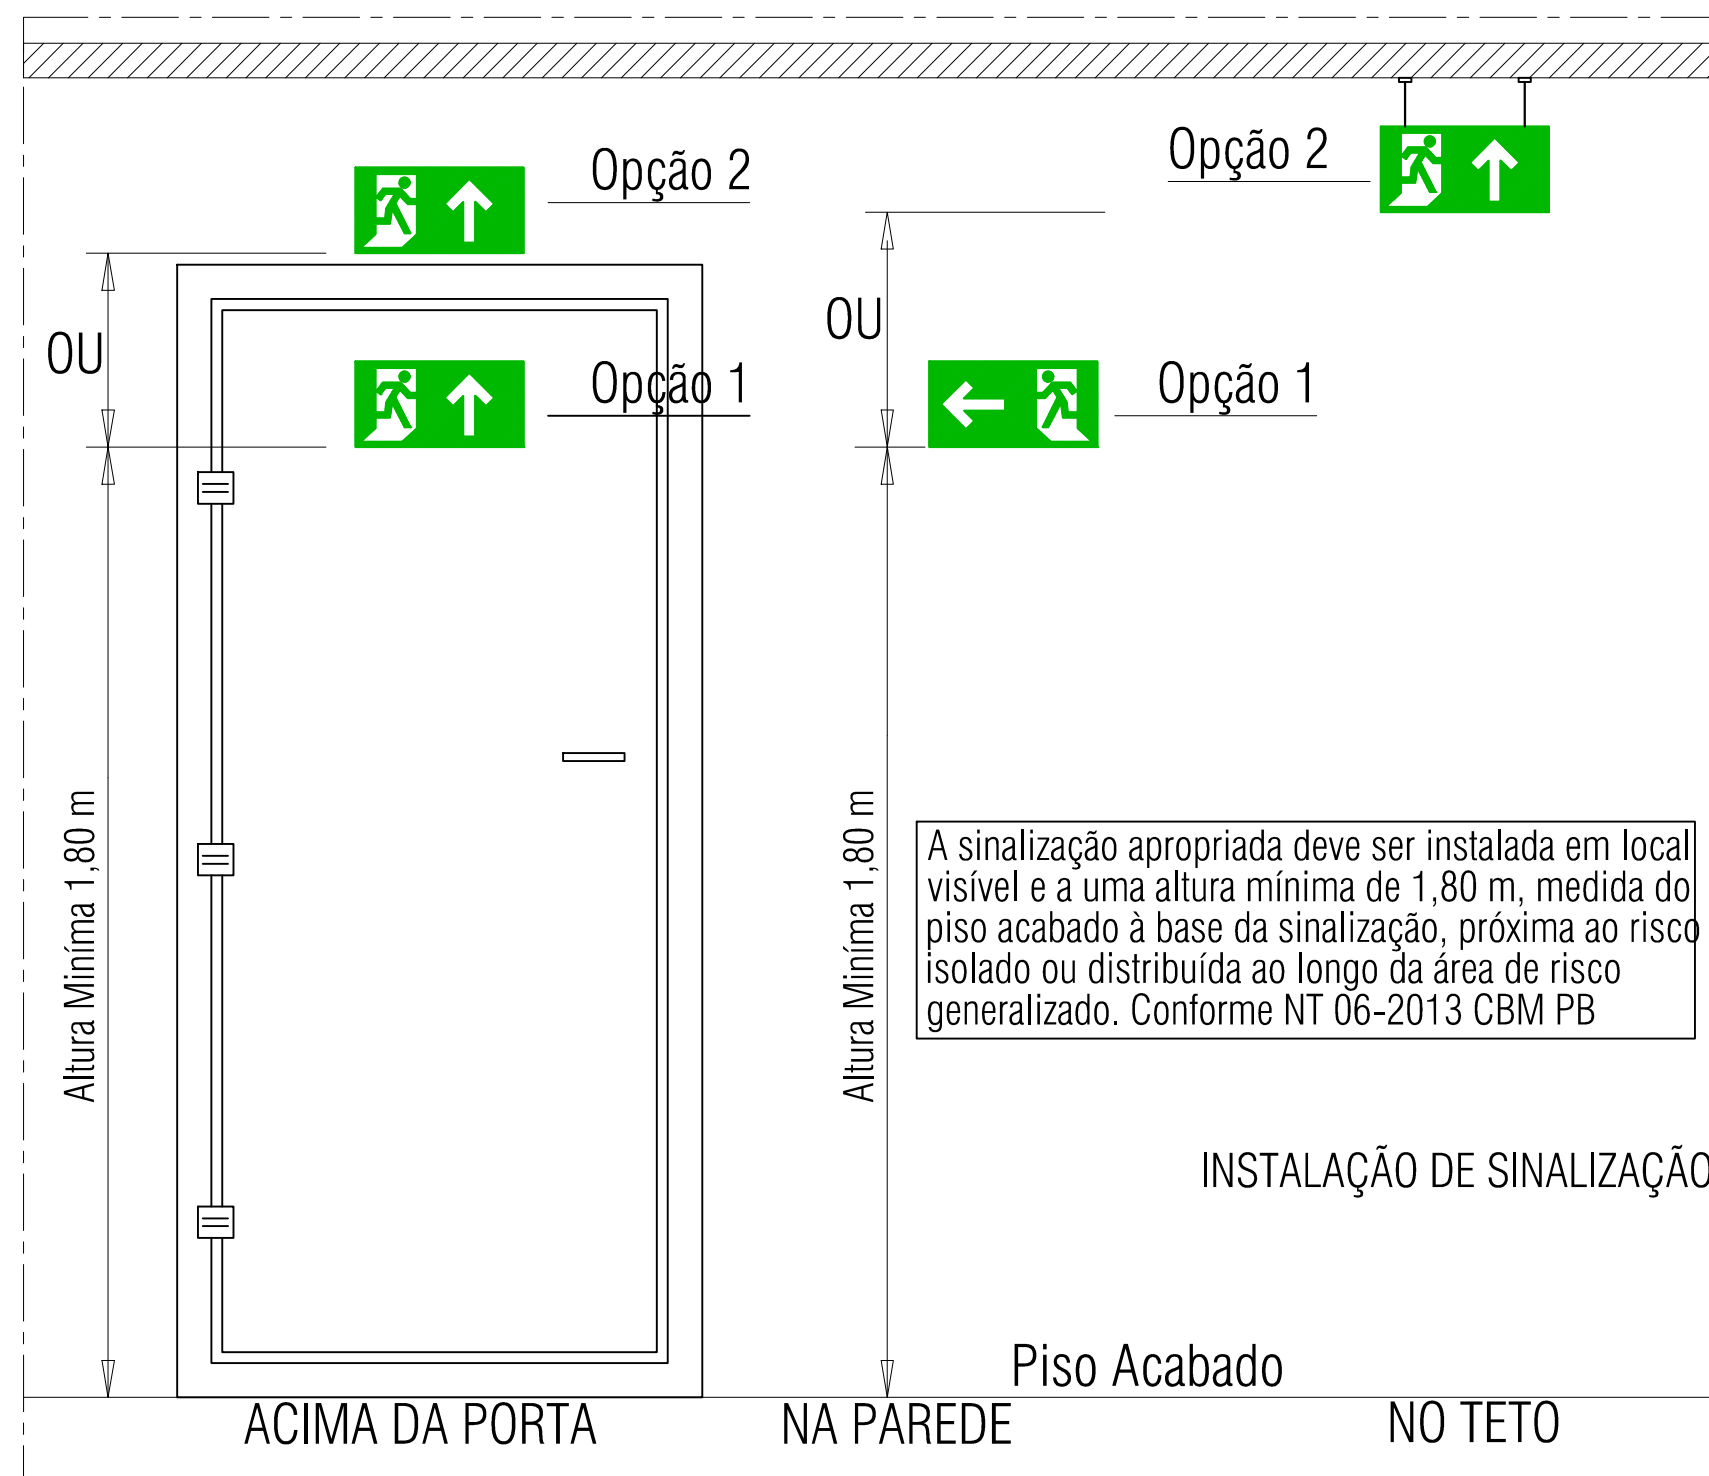 Opção 2
Opção 2
OU
OU
Opção 1
Opção 1
Altura Miníma 1,80 m
Altura Miníma 1,80 m
A sinalização apropriada deve ser instalada em local
visível e a uma altura mínima de 1,80 m, medida do
piso acabado à base da sinalização, próxima ao risco
isolado ou distribuída ao longo da área de risco
generalizado. Conforme NT 06-2013 CBM PB
INSTALAÇÃO DE SINALIZAÇÃO
Piso Acabado
ACIMA DA PORTA
NA PAREDE
NO TETO